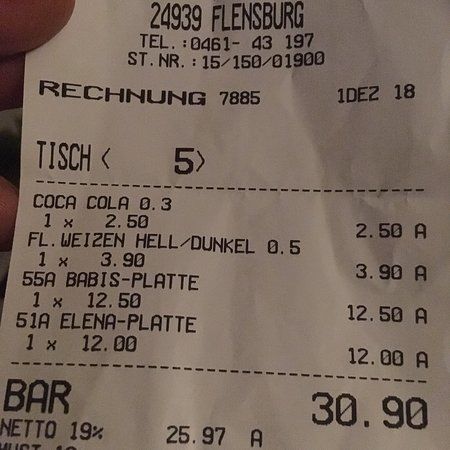 24939 FLENSBURG
TEL.:0461- 43 197
ST.NR.:15/150/01900
RECHNUNG 7885 1DEZ 18
TISCH < 5>
COCA COLA 0.3
1 x 2.50 2.50 A
FL.WEIZEN HELL/DUNKEL 0.5
1 x 3.90 3.90 A
55A BABIS-PLATTE
1 x 12.50 12.50 A
51A ELENA-PLATTE
1 x 12.00 12.00 A
BAR 30.90
NETTO 19% 25.97 A